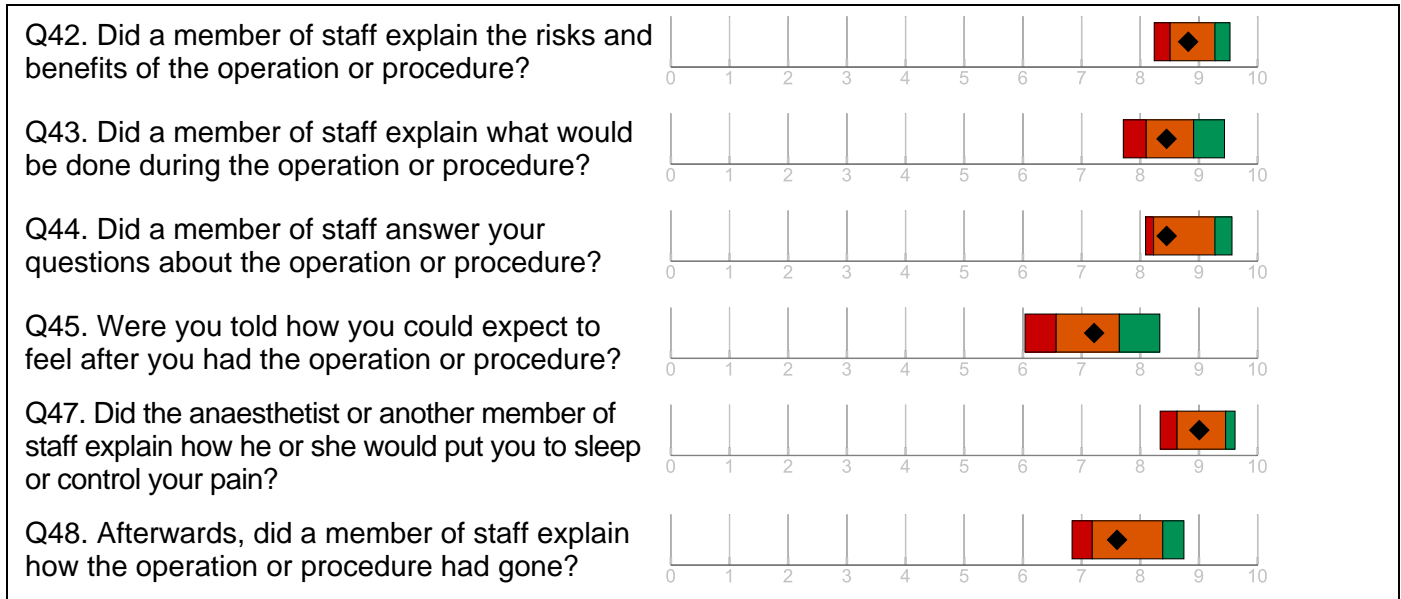 Q42. Did a member of staff explain the risks and
benefits of the operation or procedure?
0 1 2 3 4 5 6 7 8 9 10
Q43. Did a member of staff explain what would
be done during the operation or procedure?
0 1 2 3 4 5 6 7 8 9 10
Q44. Did a member of staff answer your
questions about the operation or procedure?
0 1 2 3 4 5 6 7 8 9 10
Q45. Were you told how you could expect to
feel after you had the operation or procedure?
0 1 2 3 4 5 6 7 8 9 10
Q47. Did the anaesthetist or another member of
staff explain how he or she would put you to sleep
or control your pain?
0 1 2 3 4 5 6 7 8 9 10
Q48. Afterwards, did a member of staff explain
how the operation or procedure had gone?
0 1 2 3 4 5 6 7 8 9 10